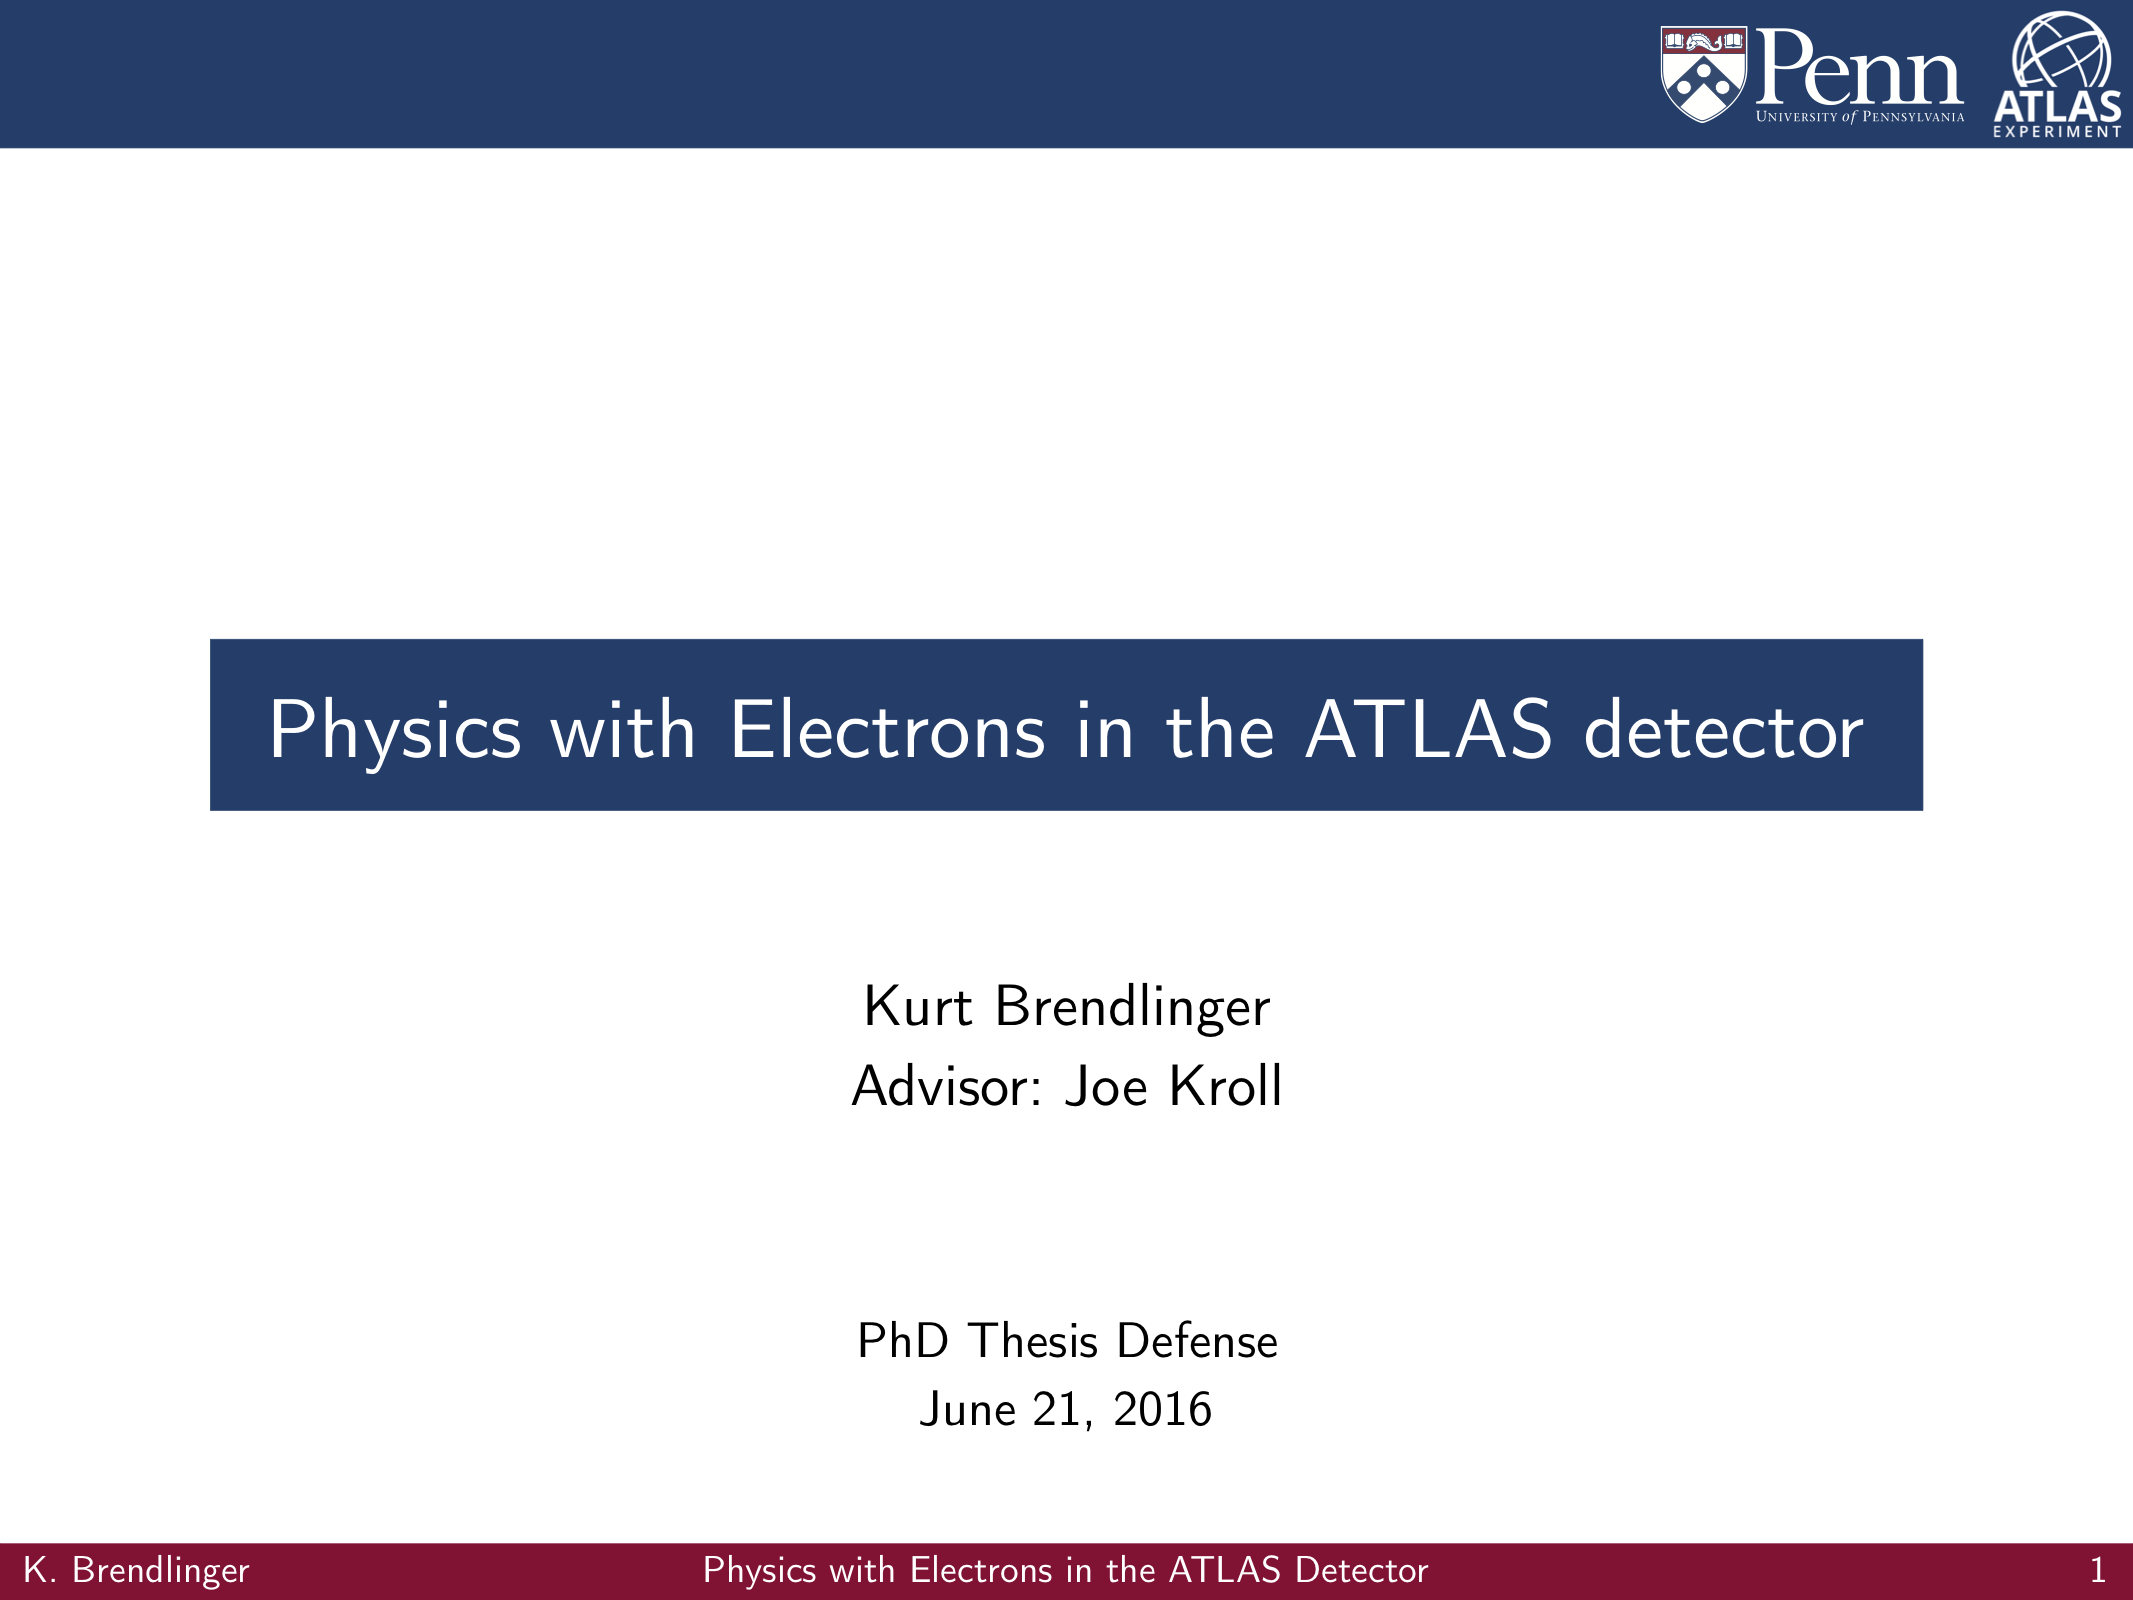 Penn
University of Pennsylvania
ATLAS
EXPERIMENT
Physics with Electrons in the ATLAS detector
Kurt Brendlinger
Advisor: Joe Kroll
PhD Thesis Defense
June 21, 2016
K. Brendlinger
Physics with Electrons in the ATLAS Detector
1